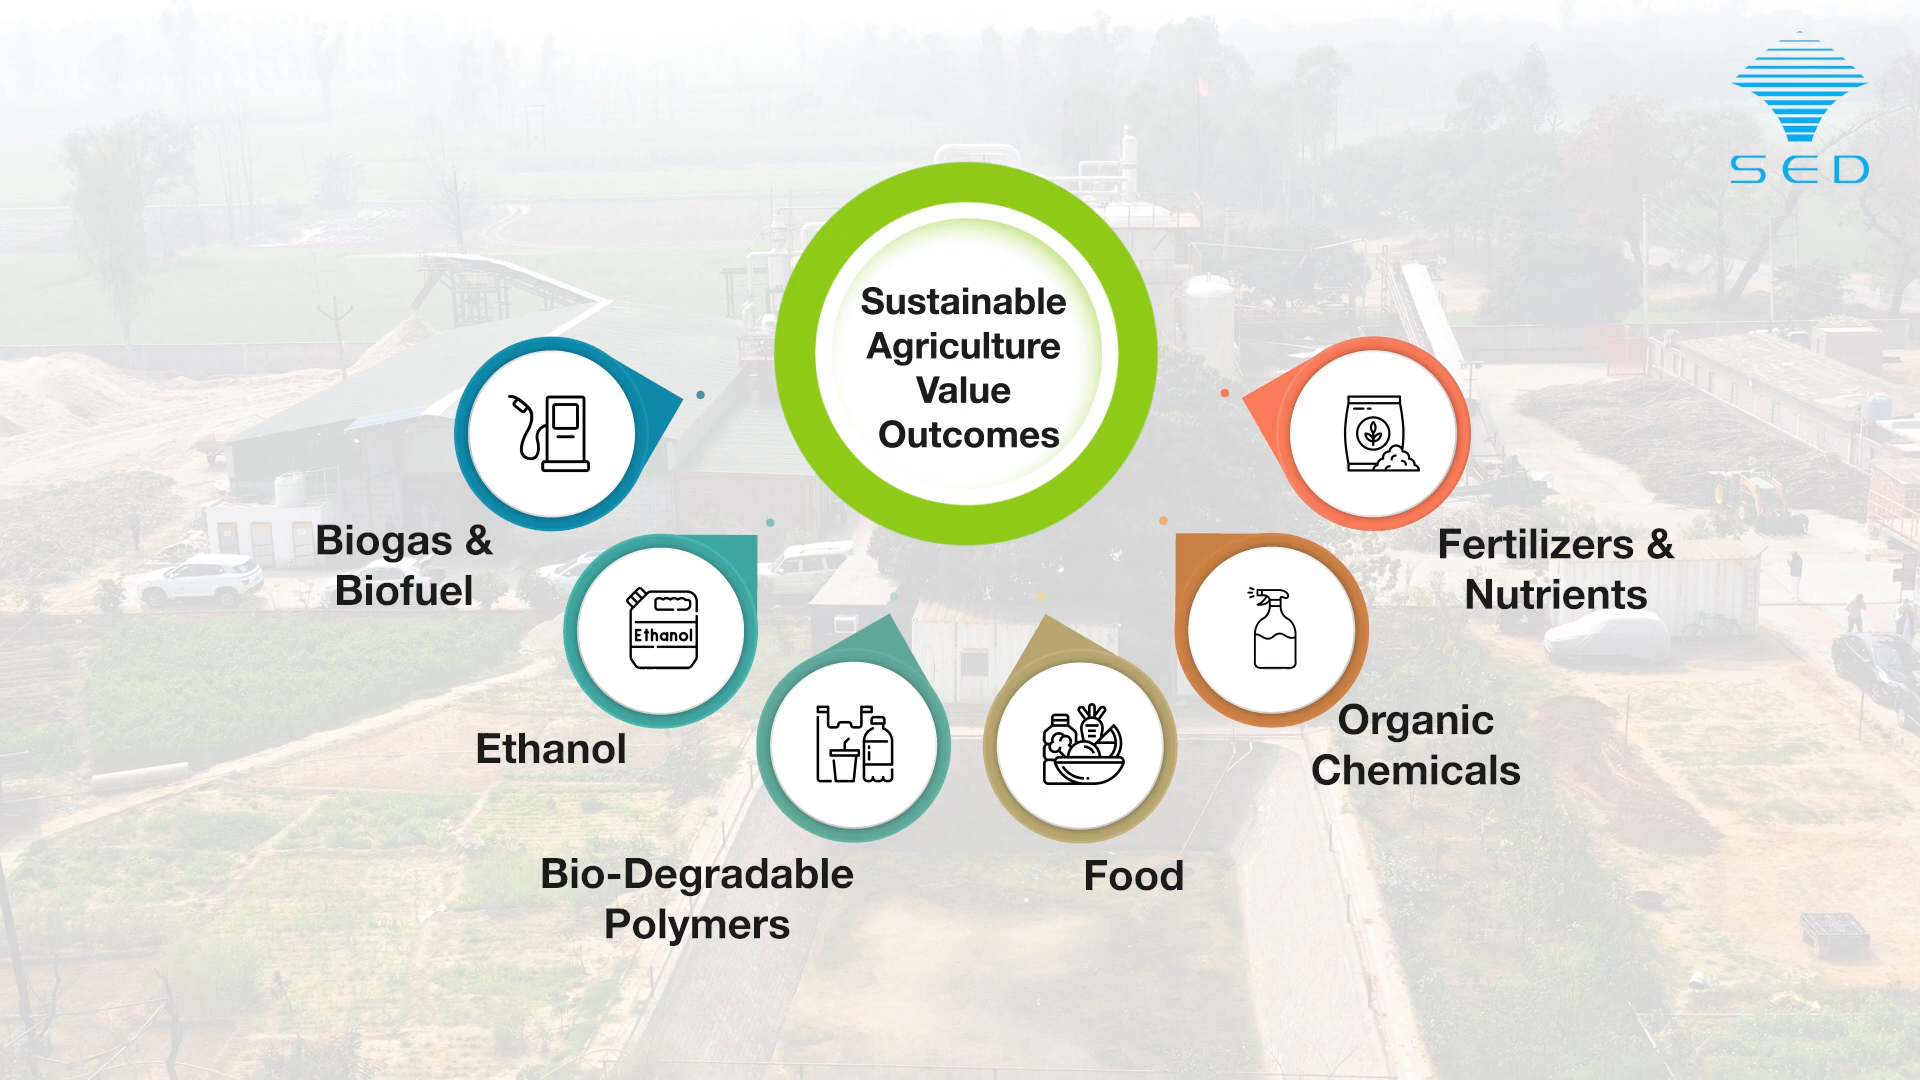 SED
Sustainable
Agriculture
Value
Outcomes
Biogas &
Biofuel
Ethanol
Ethanol
Bio-Degradable
Polymers
Food
Organic
Chemicals
Fertilizers &
Nutrients